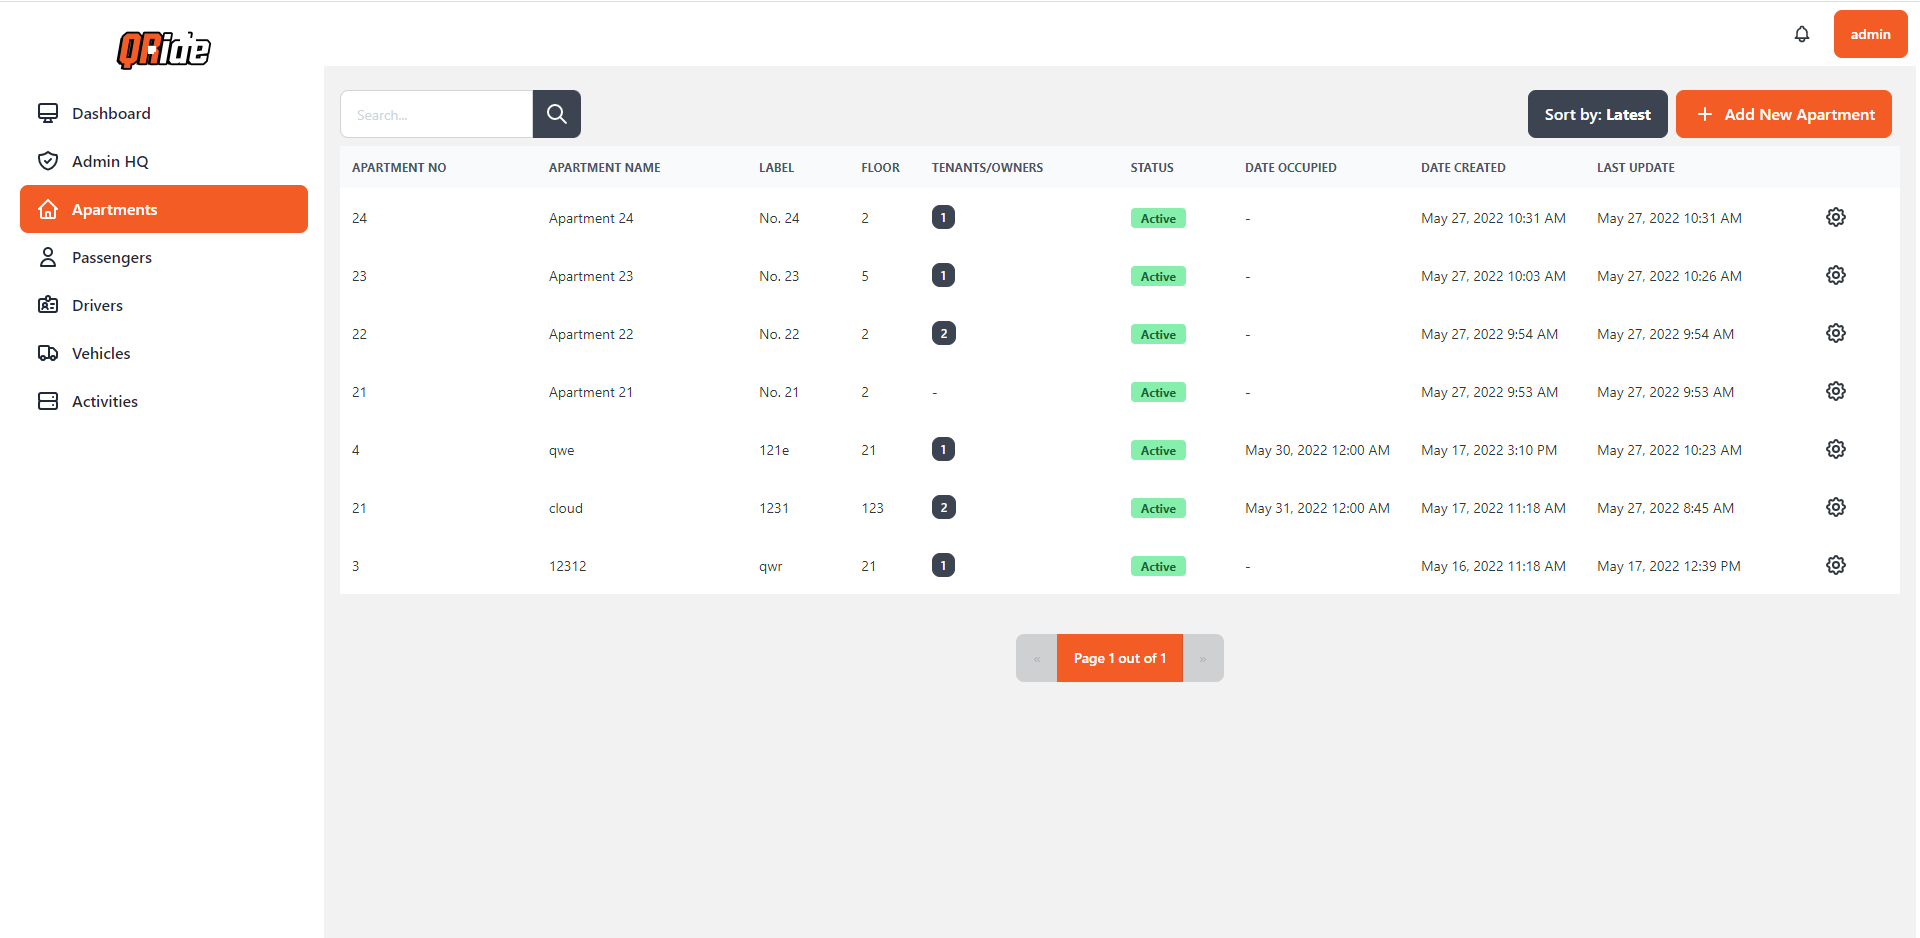 QRide
admin
Dashboard
Admin HQ
Apartments
Passengers
Drivers
Vehicles
Activities
Search...
Sort by: Latest
+ Add New Apartment
APARTMENT NO APARTMENT NAME LABEL FLOOR TENANTS/OWNERS STATUS DATE OCCUPIED DATE CREATED LAST UPDATE
24 Apartment 24 No. 24 2 1 Active - May 27, 2022 10:31 AM May 27, 2022 10:31 AM
23 Apartment 23 No. 23 5 1 Active - May 27, 2022 10:03 AM May 27, 2022 10:26 AM
22 Apartment 22 No. 22 2 2 Active - May 27, 2022 9:54 AM May 27, 2022 9:54 AM
21 Apartment 21 No. 21 2 - Active - May 27, 2022 9:53 AM May 27, 2022 9:53 AM
4 qwe 121e 21 1 Active May 30, 2022 12:00 AM May 17, 2022 3:10 PM May 27, 2022 10:23 AM
21 cloud 1231 123 2 Active May 31, 2022 12:00 AM May 17, 2022 11:18 AM May 27, 2022 8:45 AM
3 12312 qwr 21 1 Active - May 16, 2022 11:18 AM May 17, 2022 12:39 PM
« Page 1 out of 1 »